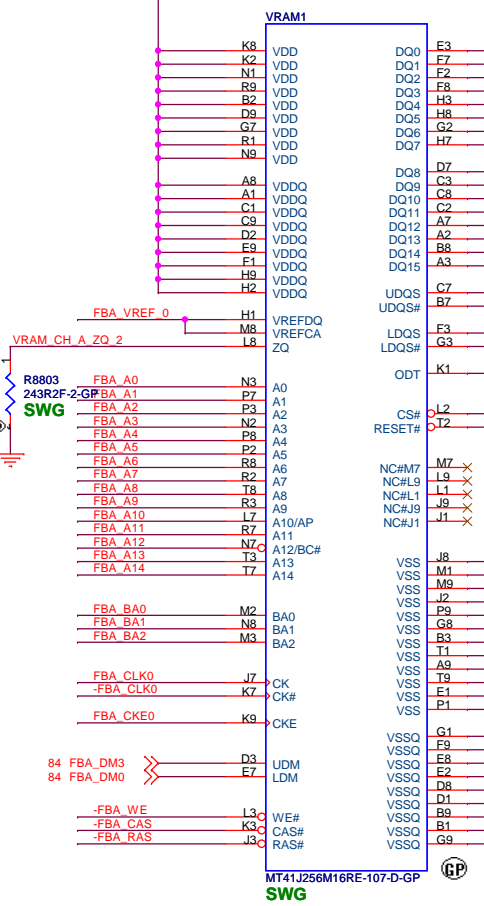 VRAM1
K8 VDD DQ0 E3
K2 VDD DQ1 F7
N1 VDD DQ2 F2
R9 VDD DQ3 F8
B2 VDD DQ4 H3
D9 VDD DQ5 H8
G7 VDD DQ6 G2
R1 VDD DQ7 H7
N9 VDD
DQ8 D7
A8 VDDQ DQ9 C3
A1 VDDQ DQ10 C8
C1 VDDQ DQ11 C2
C9 VDDQ DQ12 A7
D2 VDDQ DQ13 A2
E9 VDDQ DQ14 B8
F1 VDDQ DQ15 A3
H9 VDDQ
H2 VDDQ UDQS C7
UDQS# B7
FBA_VREF_0 H1 VREFDQ
M8 VREFCA LDQS F3
VRAM_CH_A_ZQ_2 L8 ZQ LDQS# G3
1
ODT K1
R8803
243R2F-2-GP
SWG
FBA_A0 N3 A0
FBA_A1 P7 A1
FBA_A2 P3 A2 CS# L2
FBA_A3 N2 A3 RESET# T2
FBA_A4 P8 A4
FBA_A5 P2 A5
FBA_A6 R8 A6 NC#M7 M7
FBA_A7 R2 A7 NC#L9 L9
FBA_A8 T8 A8 NC#L1 L1
FBA_A9 R3 A9 NC#J9 J9
FBA_A10 L7 A10/AP NC#J1 J1
FBA_A11 R7 A11
FBA_A12 N7 A12/BC#
FBA_A13 T3 A13 VSS J8
FBA_A14 T7 A14 VSS M1
VSS M9
VSS J2
FBA_BA0 M2 BA0 VSS P9
FBA_BA1 N8 BA1 VSS G8
FBA_BA2 M3 BA2 VSS B3
VSS T1
VSS A9
FBA_CLK0 J7 CK VSS T9
-FBA_CLK0 K7 CK# VSS E1
VSS P1
FBA_CKE0 K9 CKE
VSSQ G1
VSSQ F9
84 FBA_DM3 D3 UDM VSSQ E8
84 FBA_DM0 E7 LDM VSSQ E2
VSSQ D8
VSSQ D1
-FBA_WE L3 WE# VSSQ B9
-FBA_CAS K3 CAS# VSSQ B1
-FBA_RAS J3 RAS# VSSQ G9
GP
MT41J256M16RE-107-D-GP
SWG